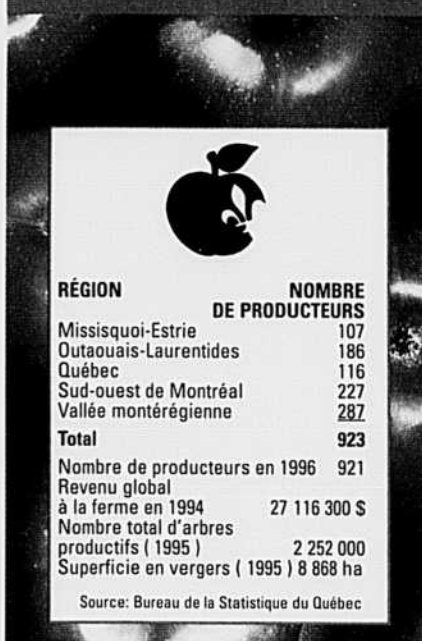 RÉGION NOMBRE
DE PRODUCTEURS
Missisquoi-Estrie 107
Outaouais-Laurentides 186
Québec 116
Sud-ouest de Montréal 227
Vallée montérégienne 287
Total 923
Nombre de producteurs en 1996 921
Revenu global
à la ferme en 1994 27 116 300 $
Nombre total d'arbres
productifs ( 1995 ) 2 252 000
Superficie en vergers ( 1995 ) 8 868 ha
Source: Bureau de la Statistique du Québec